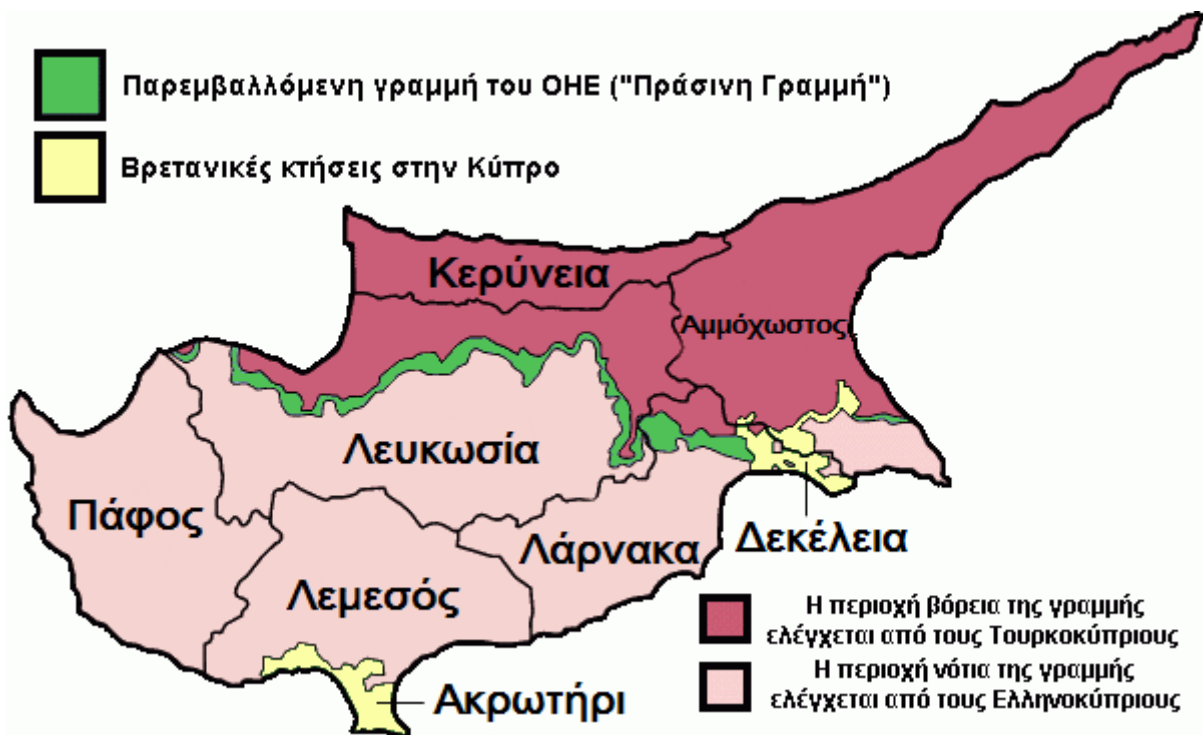 Παρεμβαλλόμενη γραμμή του ΟΗΕ ("Πράσινη Γραμμή")
Βρετανικές κτήσεις στην Κύπρο
Κερύνεια
Αμμόχωστος
Λευκωσία
Πάφος
Λάρνακα
Δεκέλεια
Λεμεσός
Ακρωτήρι
Η περιοχή βόρεια της γραμμής
ελέγχεται από τους Τουρκοκύπριους
Η περιοχή νότια της γραμμής
ελέγχεται από τους Ελληνοκύπριους